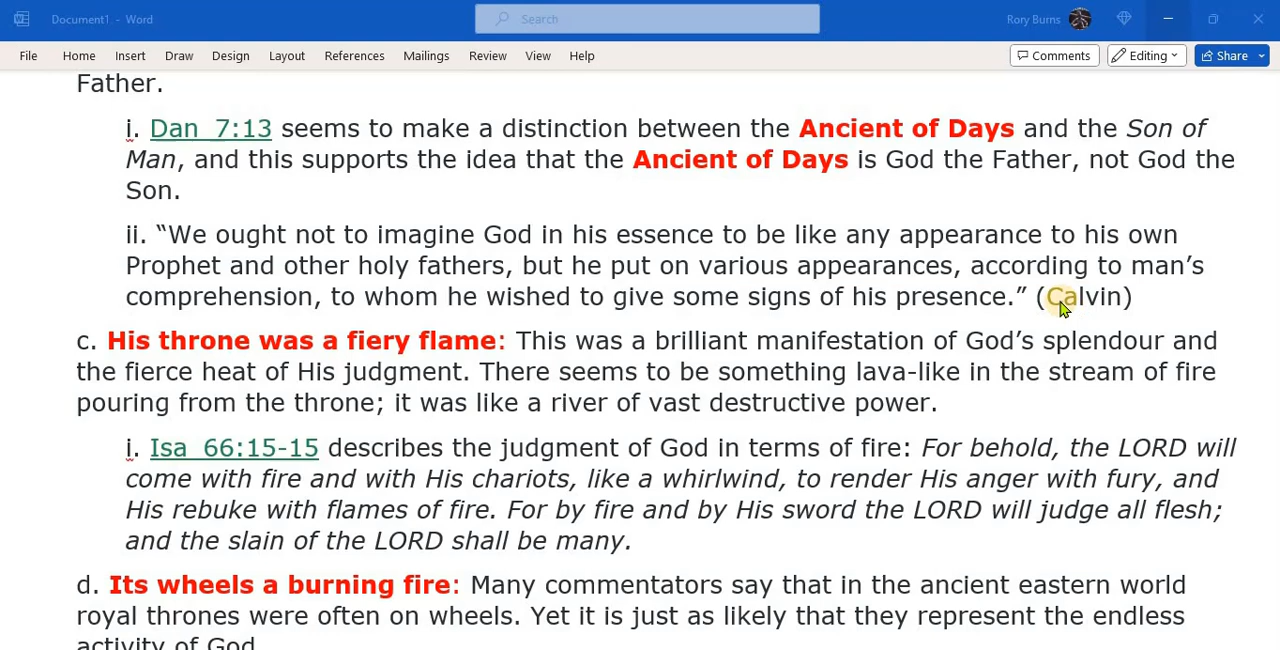 Document1 - Word
Search
Rory Burns
File Home Insert Draw Design Layout References Mailings Review View Help
Comments Editing Share
Father.
i. Dan_7:13 seems to make a distinction between the Ancient of Days and the Son of
Man, and this supports the idea that the Ancient of Days is God the Father, not God the
Son.
ii. “We ought not to imagine God in his essence to be like any appearance to his own
Prophet and other holy fathers, but he put on various appearances, according to man’s
comprehension, to whom he wished to give some signs of his presence.” (Calvin)
c. His throne was a fiery flame: This was a brilliant manifestation of God’s splendour and
the fierce heat of His judgment. There seems to be something lava-like in the stream of fire
pouring from the throne; it was like a river of vast destructive power.
i. Isa_66:15-15 describes the judgment of God in terms of fire: For behold, the LORD will
come with fire and with His chariots, like a whirlwind, to render His anger with fury, and
His rebuke with flames of fire. For by fire and by His sword the LORD will judge all flesh;
and the slain of the LORD shall be many.
d. Its wheels a burning fire: Many commentators say that in the ancient eastern world
royal thrones were often on wheels. Yet it is just as likely that they represent the endless
activity of God